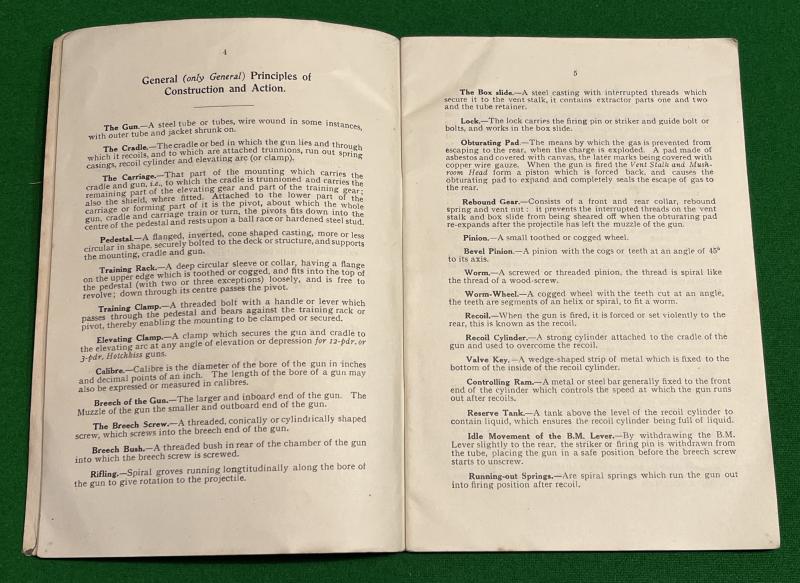 4
General (only General) Principles of
Construction and Action.
The Gun.—A steel tube or tubes, wire wound in some instances,
with outer tube and jacket shrunk on.
The Cradle.—The cradle or bed in which the gun lies and through
which it recoils, and to which are attached trunnions, run out spring
casings, recoil cylinder and elevating arc (or clamp).
The Carriage.—That part of the mounting which carries the
cradle and gun, i.e., to which the cradle is trunnioned and carries the
remaining part of the elevating gear and part of the training gear;
also the shield, where fitted. Attached to the lower part of the
carriage or forming part of it is the pivot, about which the whole
gun, cradle and carriage train or turn, the pivots fits down into the
centre of the pedestal and rests upon a ball race or hardened steel stud.
Pedestal.—A flanged, inverted, cone shaped casting, more or less
circular in shape, securely bolted to the deck or structure, and supports
the mounting, cradle and gun.
Training Rack.—A deep circular sleeve or collar, having a flange
on the upper edge which is toothed or cogged, and fits into the top of
the pedestal (with two or three exceptions) loosely, and is free to
revolve; down through its centre passes the pivot.
Training Clamp.—A threaded bolt with a handle or lever which
passes through the pedestal and bears against the training rack or
pivot, thereby enabling the mounting to be clamped or secured.
Elevating Clamp.—A clamp which secures the gun and cradle to
the elevating arc at any angle of elevation or depression for 12-pdr. or
3-pdr. Hotchkiss guns.
Calibre.—Calibre is the diameter of the bore of the gun in inches
and decimal points of an inch. The length of the bore of a gun may
also be expressed or measured in calibres.
Breech of the Gun.—The larger and inboard end of the gun. The
Muzzle of the gun the smaller and outboard end of the gun.
The Breech Screw.—A threaded, conically or cylindrically shaped
screw, which screws into the breech end of the gun.
Breech Bush.—A threaded bush in rear of the chamber of the gun
into which the breech screw is screwed.
Rifling.—Spiral groves running longtitudinally along the bore of
the gun to give rotation to the projectile.
5
The Box slide.—A steel casting with interrupted threads which
secure it to the vent stalk, it contains extractor parts one and two
and the tube retainer.
Lock.—The lock carries the firing pin or striker and guide bolt or
bolts, and works in the box slide.
Obturating Pad.—The means by which the gas is prevented from
escaping to the rear, when the charge is exploded. A pad made of
asbestos and covered with canvas, the later marks being covered with
copper wire gauze. When the gun is fired the Vent Stalk and Mush-
room Head form a piston which is forced back, and causes the
obturating pad to expand and completely seals the escape of gas to
the rear.
Rebound Gear.—Consists of a front and rear collar, rebound
spring and vent nut: it prevents the interrupted threads on the vent
stalk and box slide from being sheared off when the obturating pad
re-expands after the projectile has left the muzzle of the gun.
Pinion.—A small toothed or cogged wheel.
Bevel Pinion.—A pinion with the cogs or teeth at an angle of 45°
to its axis.
Worm.—A screwed or threaded pinion, the thread is spiral like
the thread of a wood-screw.
Worm-Wheel.—A cogged wheel with the teeth cut at an angle,
the teeth are segments of an helix or spiral, to fit a worm.
Recoil.—When the gun is fired, it is forced or set violently to the
rear, this is known as the recoil.
Recoil Cylinder.—A strong cylinder attached to the cradle of the
gun and used to overcome the recoil.
Valve Key.—A wedge-shaped strip of metal which is fixed to the
bottom of the inside of the recoil cylinder.
Controlling Ram.—A metal or steel bar generally fixed to the front
end of the cylinder which controls the speed at which the gun runs
out after recoils.
Reserve Tank.—A tank above the level of the recoil cylinder to
contain liquid, which ensures the recoil cylinder being full of liquid.
Idle Movement of the B.M. Lever.—By withdrawing the B.M.
Lever slightly to the rear, the striker or firing pin is withdrawn from
the tube, placing the gun in a safe position before the breech screw
starts to unscrew.
Running-out Springs.—Are spiral springs which run the gun out
into firing position after recoil.